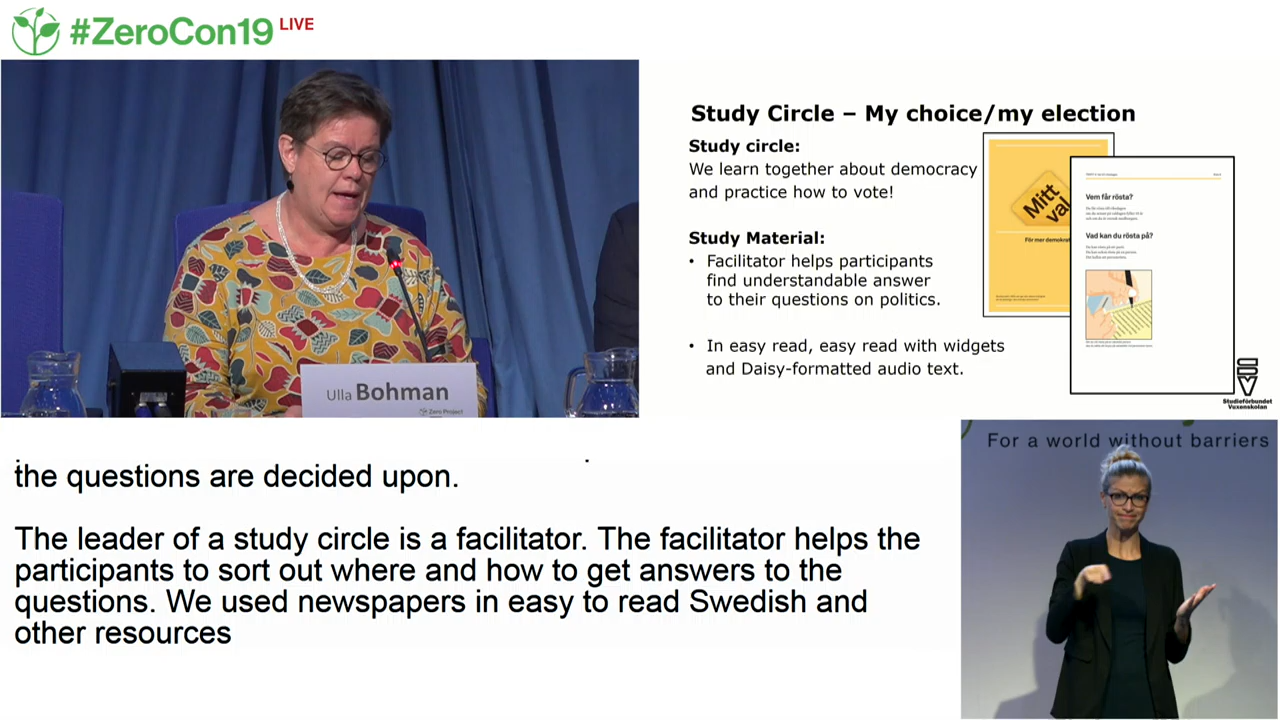 #ZeroCon19 LIVE
Study Circle – My choice/my election
Study circle:
We learn together about democracy
and practice how to vote!
Study Material:
• Facilitator helps participants
find understandable answer
to their questions on politics.
• In easy read, easy read with widgets
and Daisy-formatted audio text.
Mitt
val
För mer demokrat
Vem får rösta?
Vad kan du rösta på?
Studieförbundet
Vuxenskolan
Ulla Bohman
Zero Project
For a world without barriers
the questions are decided upon.
The leader of a study circle is a facilitator. The facilitator helps the
participants to sort out where and how to get answers to the
questions. We used newspapers in easy to read Swedish and
other resources